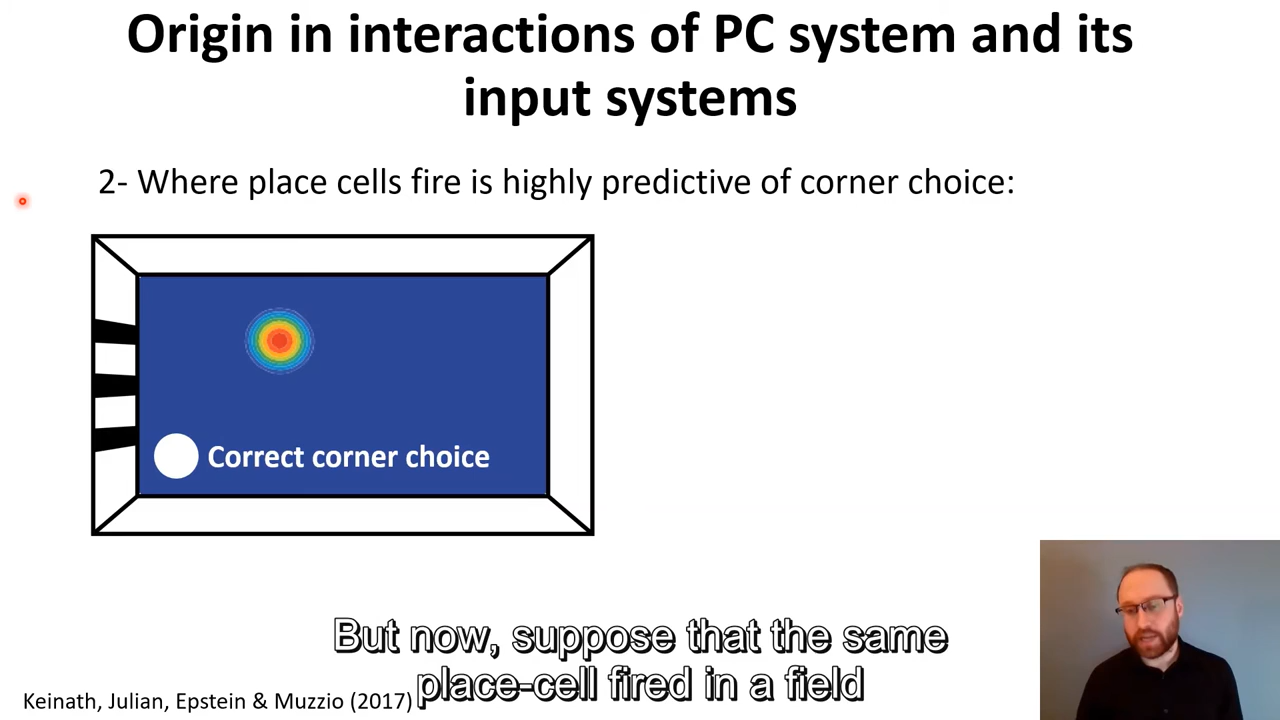 Origin in interactions of PC system and its
input systems
2- Where place cells fire is highly predictive of corner choice:
Correct corner choice
But now, suppose that the same
place-cell fired in a field
Keinath, Julian, Epstein & Muzzio (2017)